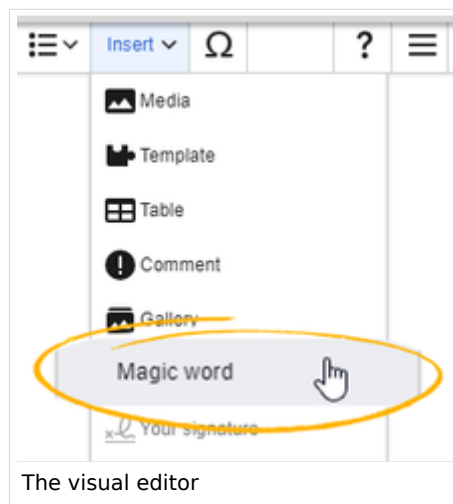 Insert Ω ?
Media
Template
Table
Comment
Gallery
Magic word
Your signature
The visual editor